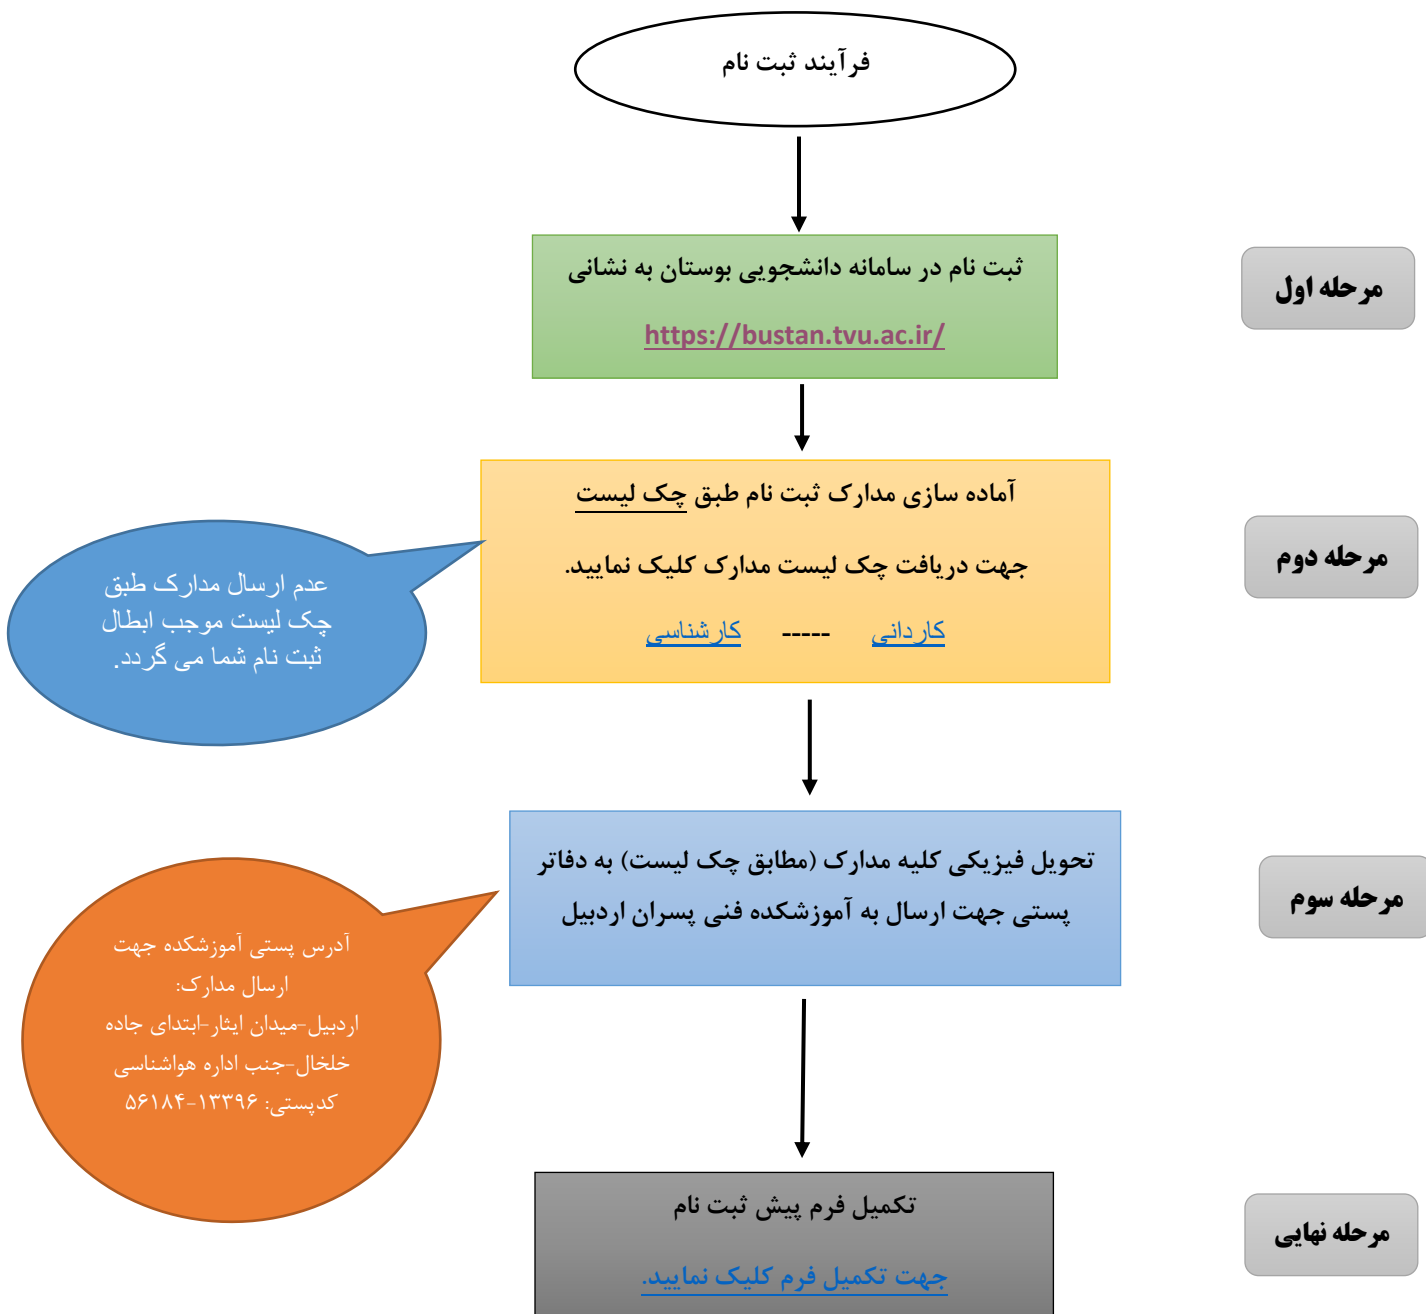 فرآیند ثبت نام
مرحله اول
ثبت نام در سامانه دانشجویی بوستان به نشانی
https://bustan.tvu.ac.ir/
مرحله دوم
آماده سازی مدارک ثبت نام طبق چک لیست
جهت دریافت چک لیست مدارک کلیک نمایید.
کاردانی ----- کارشناسی
عدم ارسال مدارک طبق
چک لیست موجب ابطال
ثبت نام شما می گردد.
مرحله سوم
تحویل فیزیکی کلیه مدارک (مطابق چک لیست) به دفاتر
پستی جهت ارسال به آموزشکده فنی پسران اردبیل
آدرس پستی آموزشکده جهت
ارسال مدارک:
اردبیل-میدان ایثار-ابتدای جاده
خلخال-جنب اداره هواشناسی
کدپستی: ۱۳۳۹۶-۵۶۱۸۴
مرحله نهایی
تکمیل فرم پیش ثبت نام
جهت تکمیل فرم کلیک نمایید.